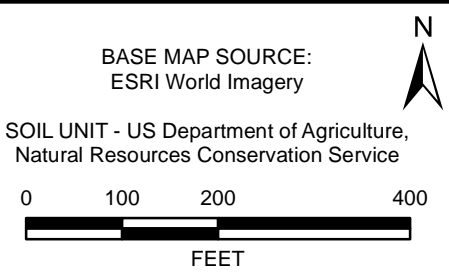 N
BASE MAP SOURCE:
ESRI World Imagery
SOIL UNIT - US Department of Agriculture,
Natural Resources Conservation Service
0 100 200 400
FEET